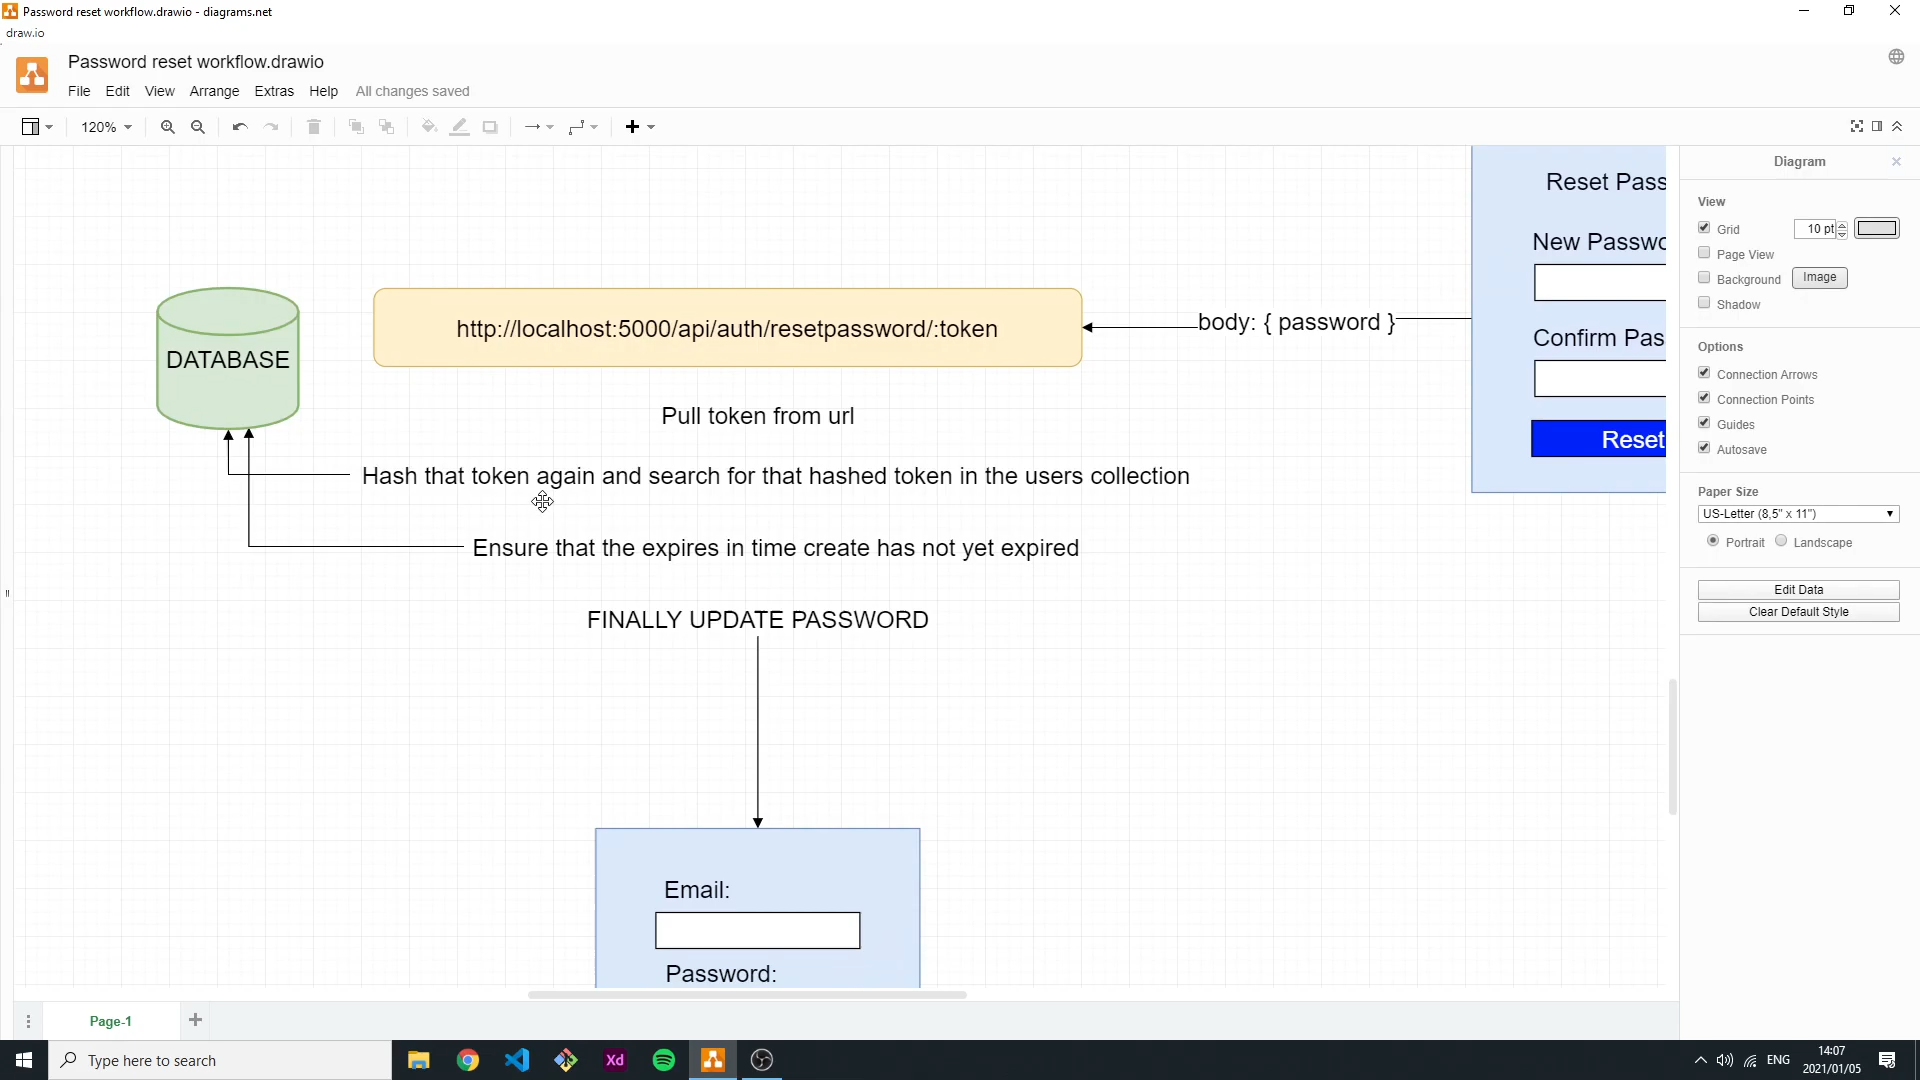 Password reset workflow.drawio - diagrams.net
draw.io
Password reset workflow.drawio
File Edit View Arrange Extras Help All changes saved
120%
Diagram
View
Grid 10 pt
Page View
Background Image
Shadow
Options
Connection Arrows
Connection Points
Guides
Autosave
Paper Size
US-Letter (8,5" x 11")
Portrait Landscape
Edit Data
Clear Default Style
Reset Pass
New Passwo
Confirm Pas
Reset
DATABASE
http://localhost:5000/api/auth/resetpassword/:token
body: { password }
Pull token from url
Hash that token again and search for that hashed token in the users collection
Ensure that the expires in time create has not yet expired
FINALLY UPDATE PASSWORD
Email:
Password:
Page-1
Type here to search
Xd
ENG
14:07
2021/01/05